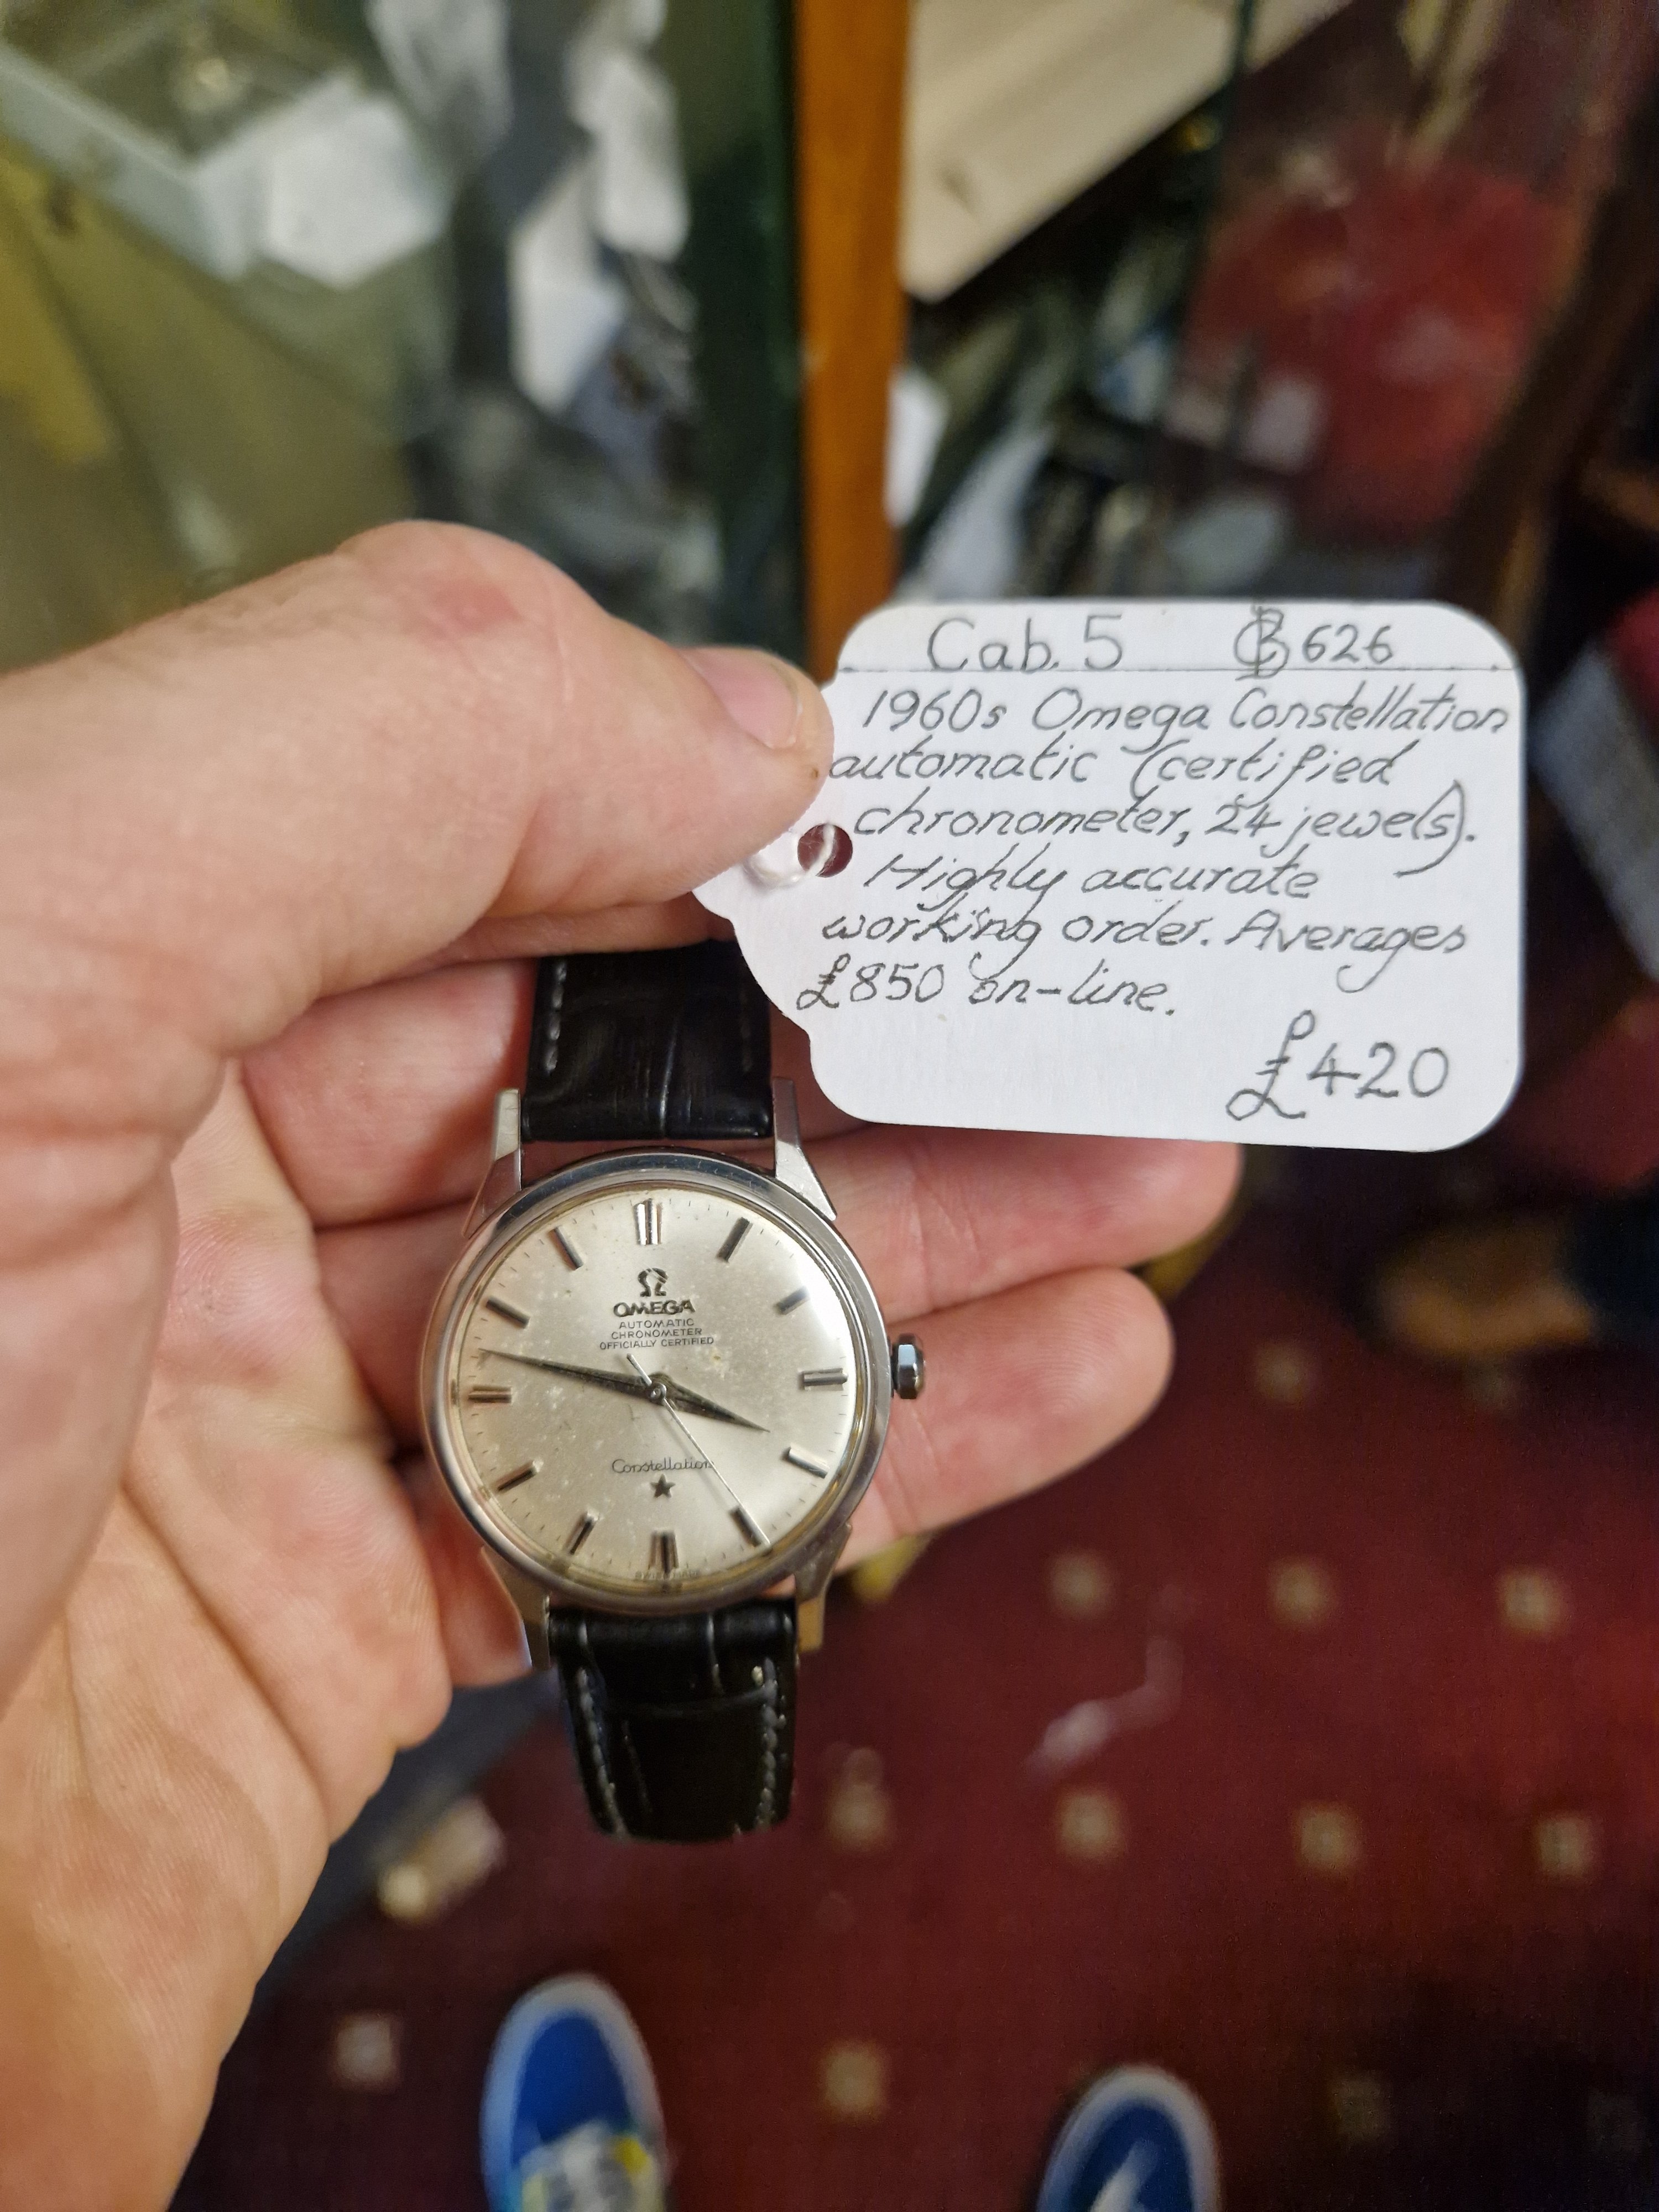 Cab. 5 626
1960s Omega Constellation
automatic (certified
chronometer, 24 jewels).
Highly accurate
working order. Averages
£850 on-line.
£420
Ω
OMEGA
AUTOMATIC
CHRONOMETER
OFFICIALLY CERTIFIED
Constellation